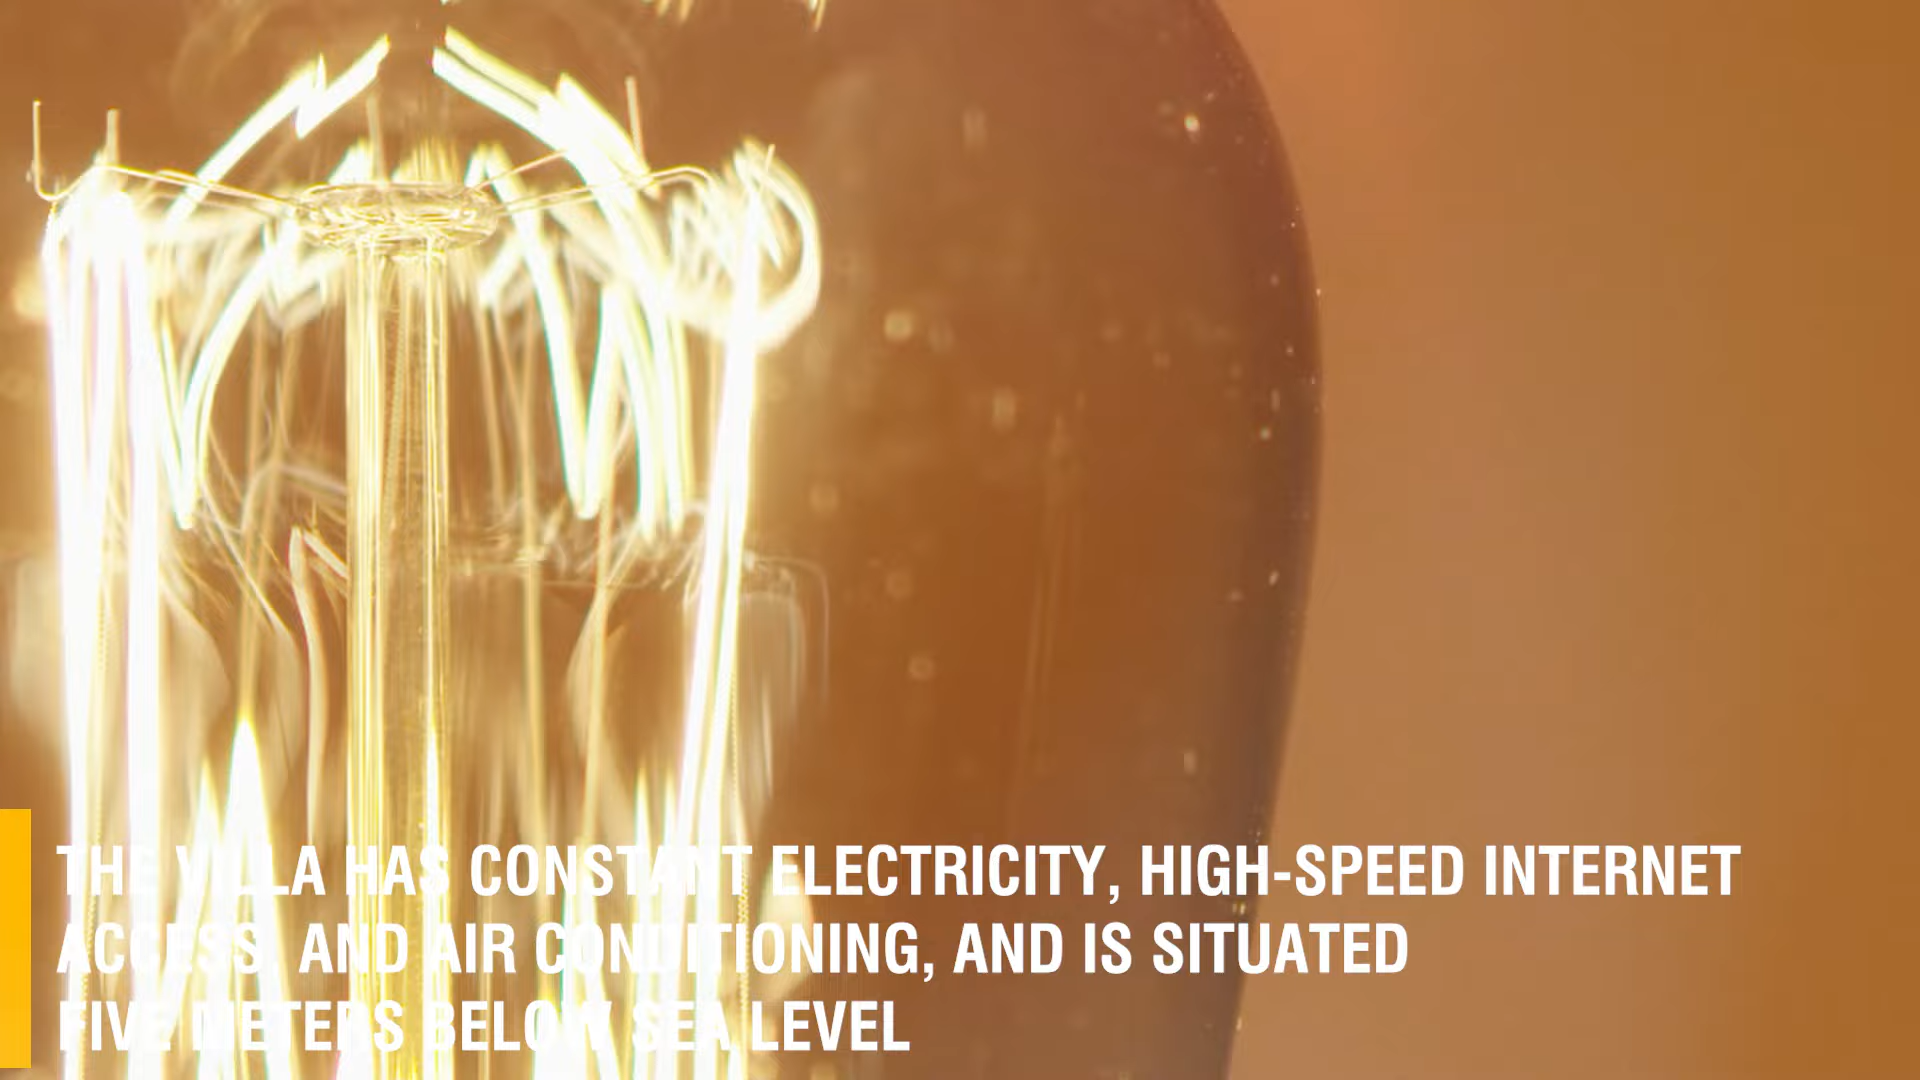 THE VILLA HAS CONSTANT ELECTRICITY, HIGH-SPEED INTERNET
ACCESS, AND AIR CONDITIONING, AND IS SITUATED
FIVE METERS BELOW SEA LEVEL